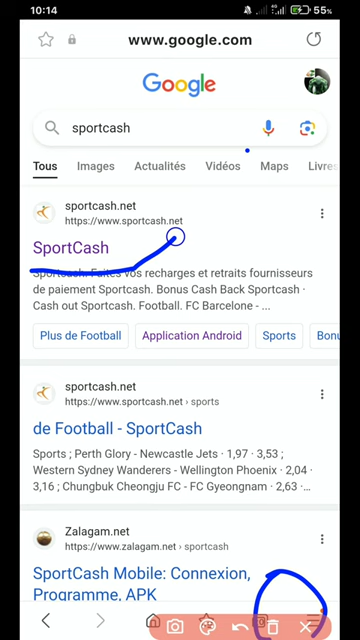 10:14
55%
www.google.com
Google
sportcash
Tous Images Actualités Vidéos Maps Livres
sportcash.net
https://www.sportcash.net
SportCash
Sportcash. Faites vos recharges et retraits fournisseurs
de paiement Sportcash. Bonus Cash Back Sportcash ·
Cash out Sportcash. Football. FC Barcelone - ...
Plus de Football Application Android Sports
sportcash.net
https://www.sportcash.net › sports
de Football - SportCash
Sports ; Perth Glory - Newcastle Jets · 1,97 · 3,53 ;
Western Sydney Wanderers - Wellington Phoenix · 2,04 ·
3,16 ; Chungbuk Cheongju FC - FC Gyeongnam · 2,63 ·...
Zalagam.net
https://www.zalagam.net › sportcash
SportCash Mobile: Connexion,
Programme, APK